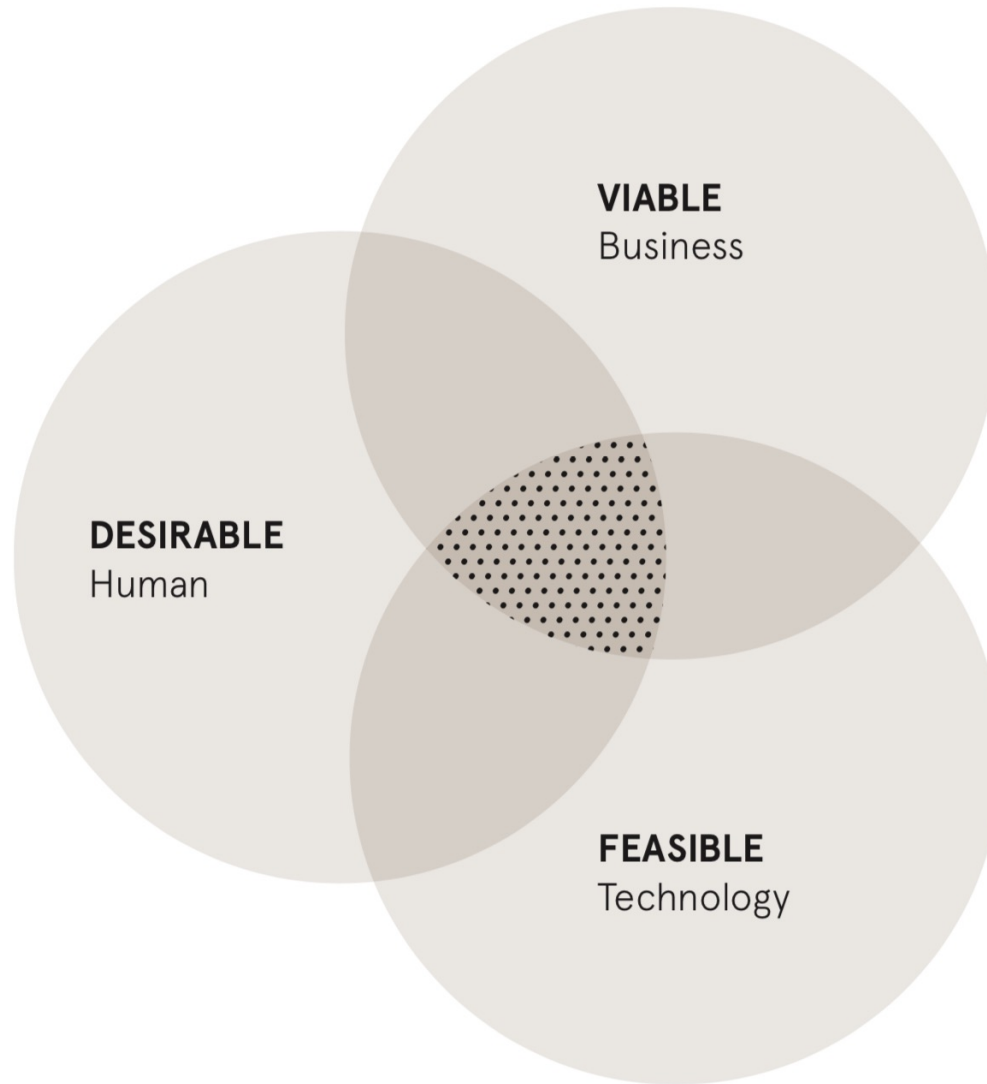 VIABLE
Business
DESIRABLE
Human
FEASIBLE
Technology